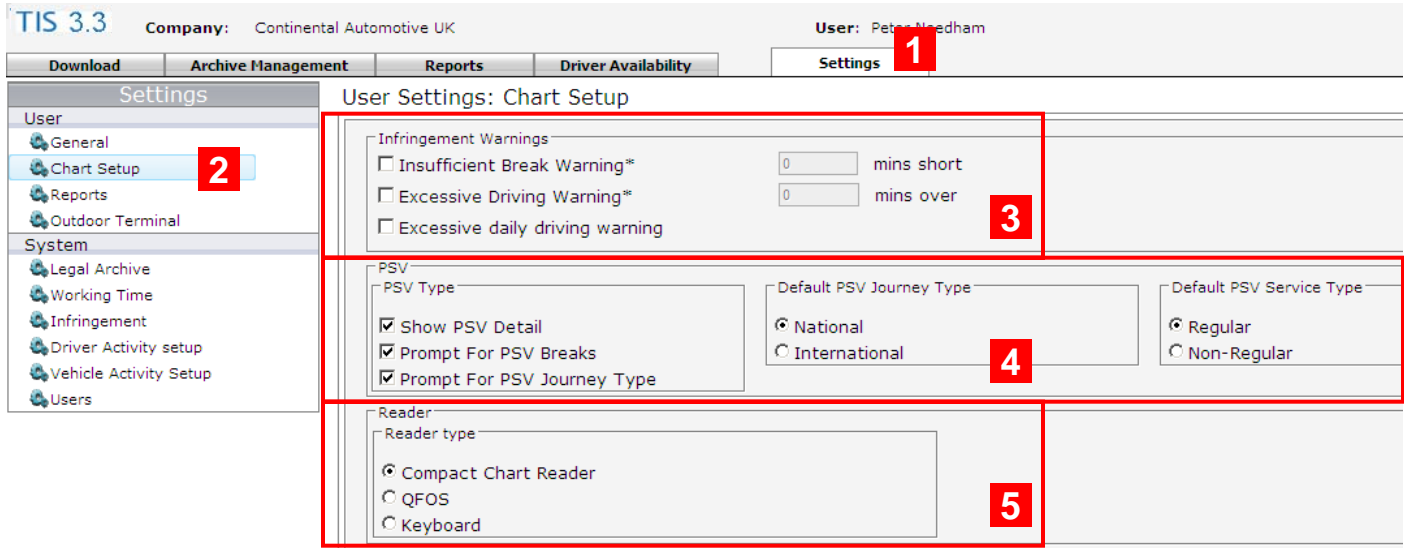 TIS 3.3 Company: Continental Automotive UK User: Peter Needham
1
Download Archive Management Reports Driver Availability Settings
Settings
User
General
Chart Setup
2
Reports
Outdoor Terminal
System
Legal Archive
Working Time
Infringement
Driver Activity setup
Vehicle Activity Setup
Users
User Settings: Chart Setup
Infringement Warnings
Insufficient Break Warning* 0 mins short
Excessive Driving Warning* 0 mins over
Excessive daily driving warning
3
PSV
PSV Type
Show PSV Detail
Prompt For PSV Breaks
Prompt For PSV Journey Type
Default PSV Journey Type
National
International
4
Default PSV Service Type
Regular
Non-Regular
Reader
Reader type
Compact Chart Reader
QFOS
Keyboard
5